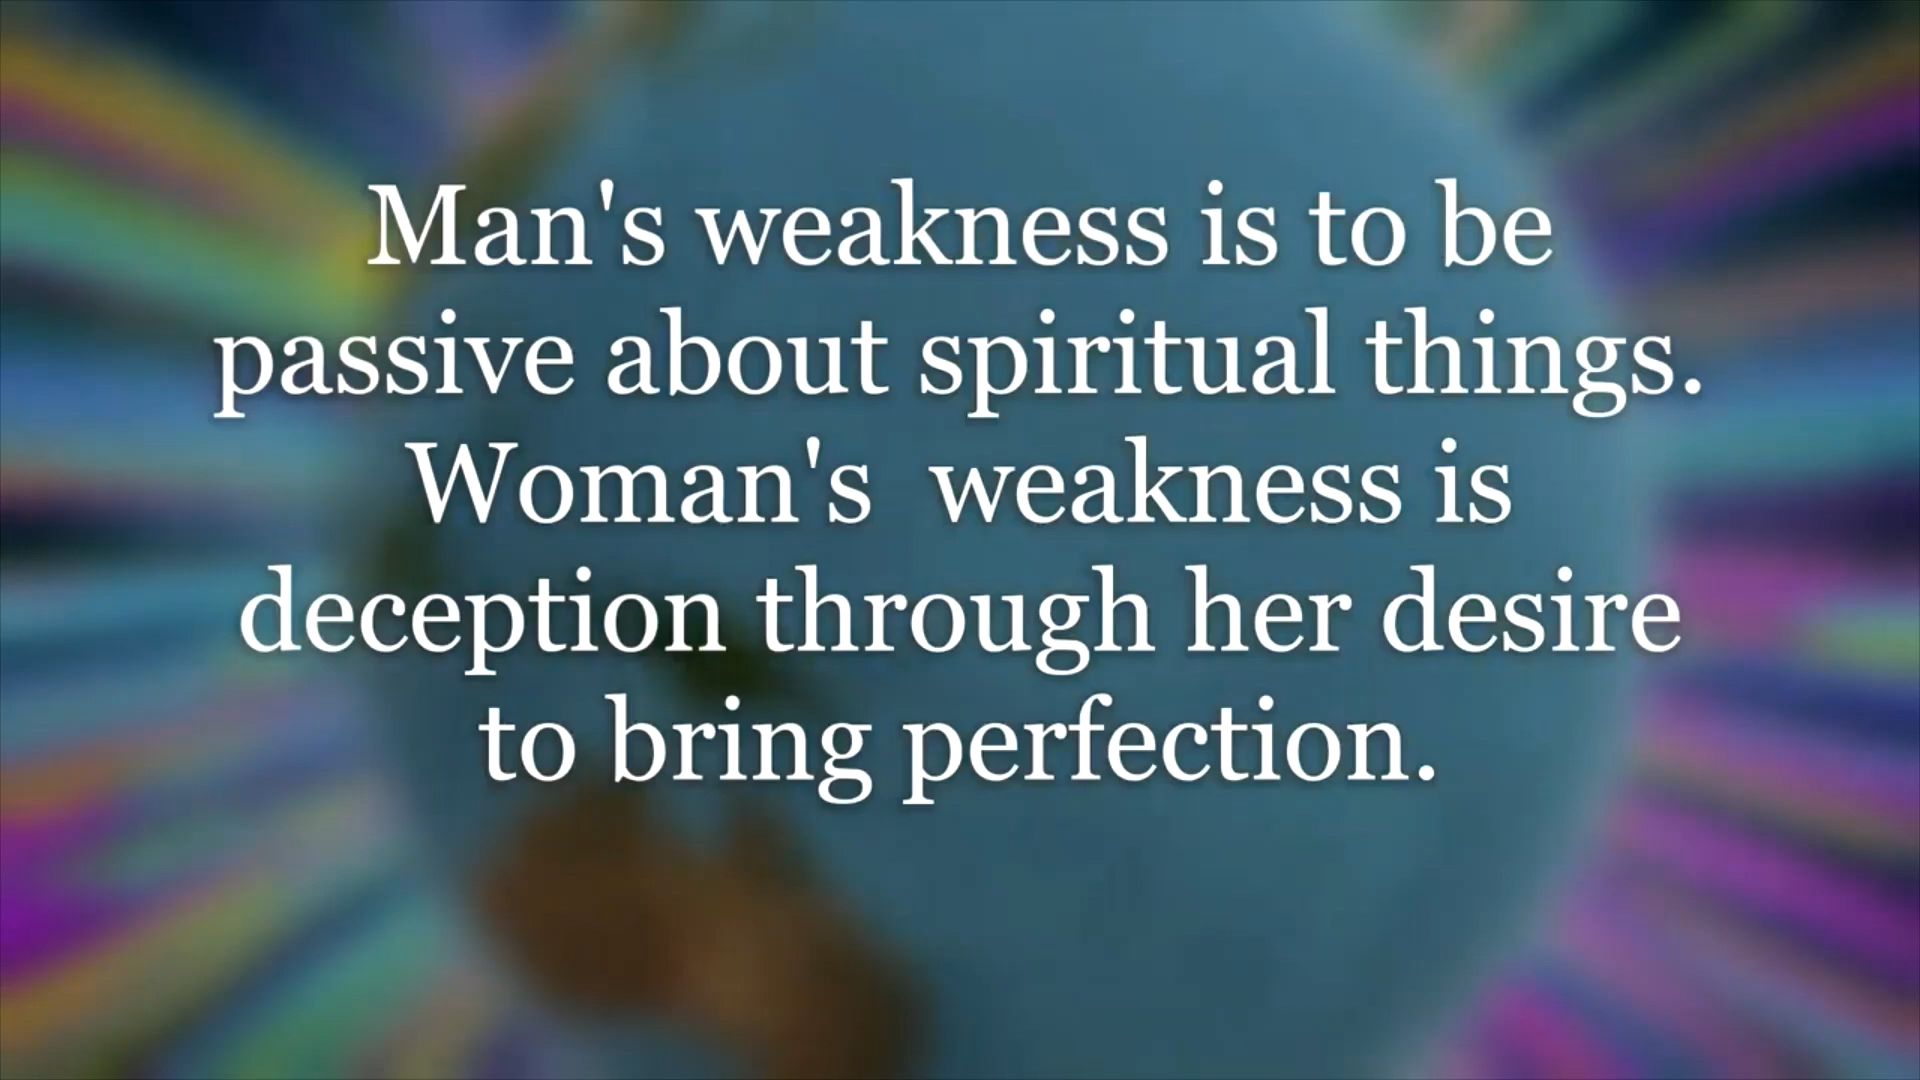 Man's weakness is to be
passive about spiritual things.
Woman's  weakness is
deception through her desire
to bring perfection.